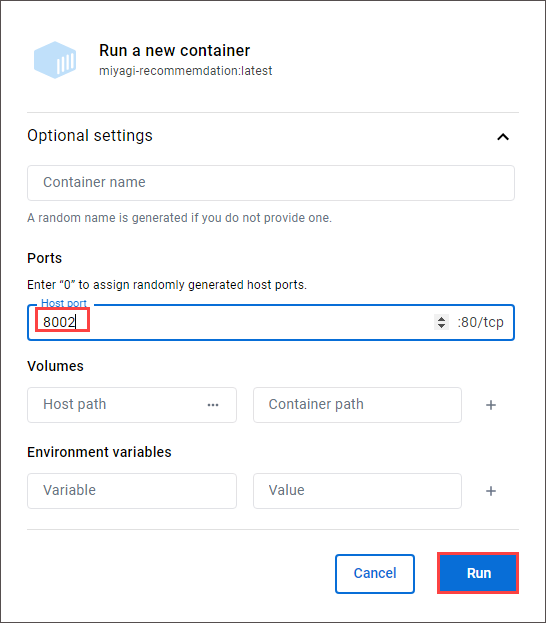 Run a new container
miyagi-recommemdation:latest
Optional settings
Container name
A random name is generated if you do not provide one.
Ports
Enter “0” to assign randomly generated host ports.
Host port
8002
:80/tcp
Volumes
Host path
Container path
Environment variables
Variable
Value
Cancel
Run